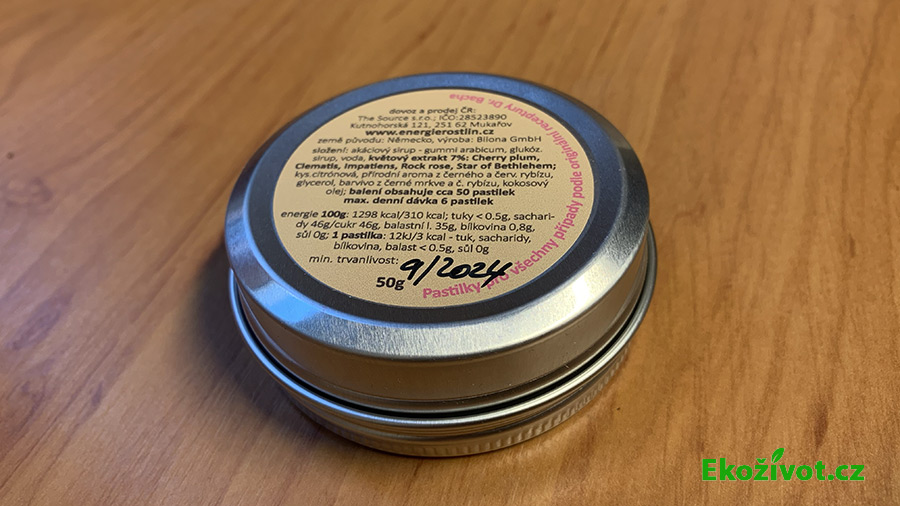 dovoz a prodej ČR:
The Source s.r.o.; IČO:28523890
Kutnohorská 121, 251 62 Mukařov
www.energierostlin.cz
země původu: Německo, výroba: Bilona GmbH
složení: akáciový sirup - gummi arabicum, glukóz.
sirup, voda, květový extrakt 7%: Cherry plum,
Clematis, Impatiens, Rock rose, Star of Bethlehem;
kys.citrónová, přírodní aroma z černého a červ. rybízu,
glycerol, barvivo z černé mrkve a č. rybízu, kokosový
olej; balení obsahuje cca 50 pastilek
max. denní dávka 6 pastilek
energie 100g: 1298 kcal/310 kcal; tuky < 0.5g, sachari-
dy 46g/cukr 46g, balastní l. 35g, bílkovina 0,8g,
sůl 0g; 1 pastilka: 12kJ/3 kcal - tuk, sacharidy,
bílkovina, balast < 0.5g, sůl 0g
min. trvanlivost: 9/2024
50g
Pastilky pro všechny případy podle originální receptury Dr. Bacha
Ekoživot.cz